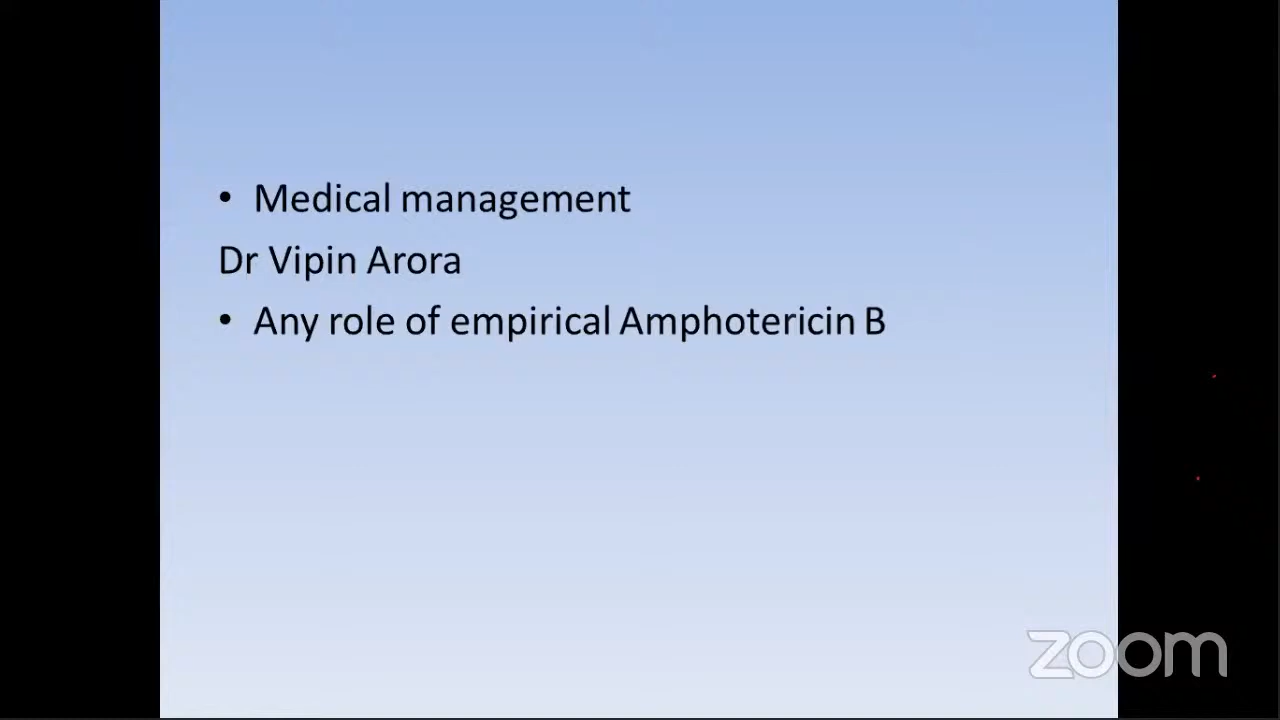 • Medical management
Dr Vipin Arora
• Any role of empirical Amphotericin B
zoom